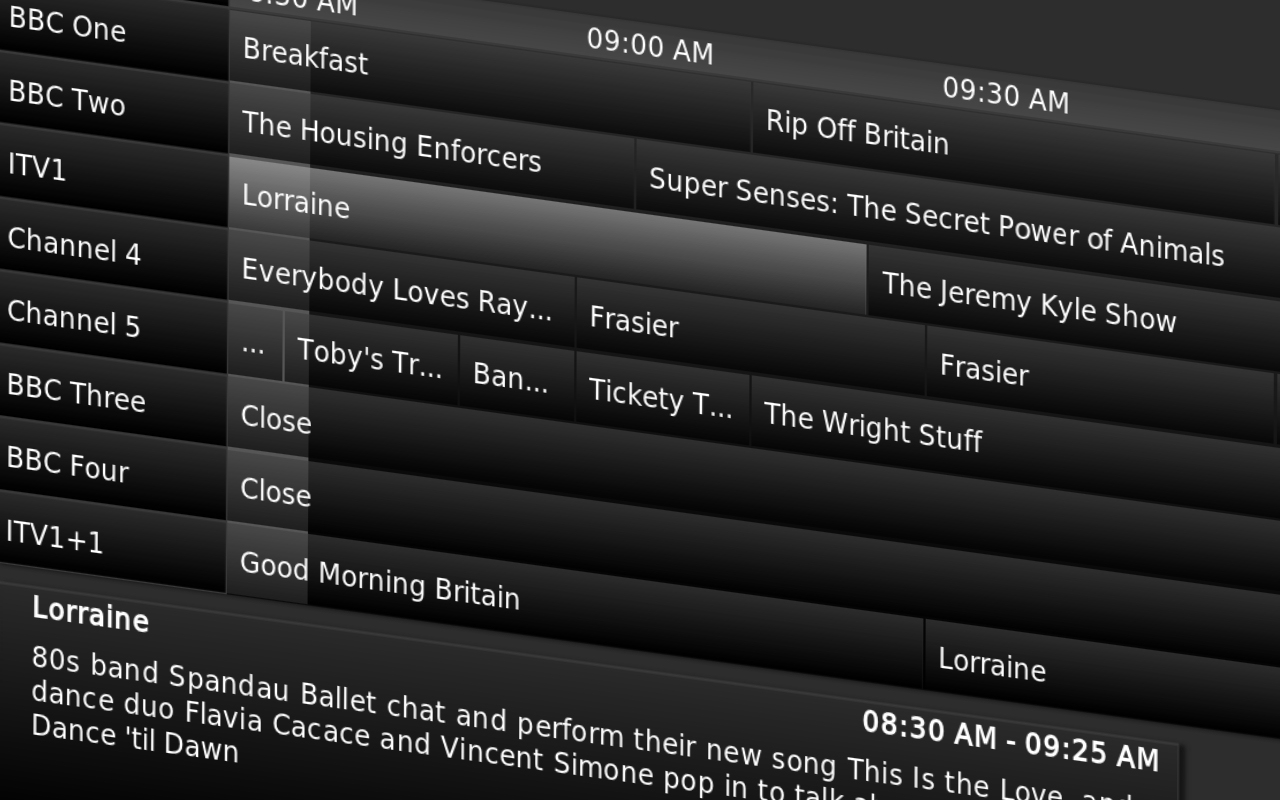 09:00 AM
09:30 AM
BBC One
Breakfast
Rip Off Britain
BBC Two
The Housing Enforcers
Super Senses: The Secret Power of Animals
ITV1
Lorraine
The Jeremy Kyle Show
Channel 4
Everybody Loves Ray...
Frasier
Frasier
Channel 5
...
Toby's Tr...
Ban...
Tickety T...
The Wright Stuff
BBC Three
Close
BBC Four
Close
ITV1+1
Good Morning Britain
Lorraine
Lorraine
08:30 AM - 09:25 AM
80s band Spandau Ballet chat and perform their new song This Is the Love, and
dance duo Flavia Cacace and Vincent Simone pop in to talk
Dance 'til Dawn